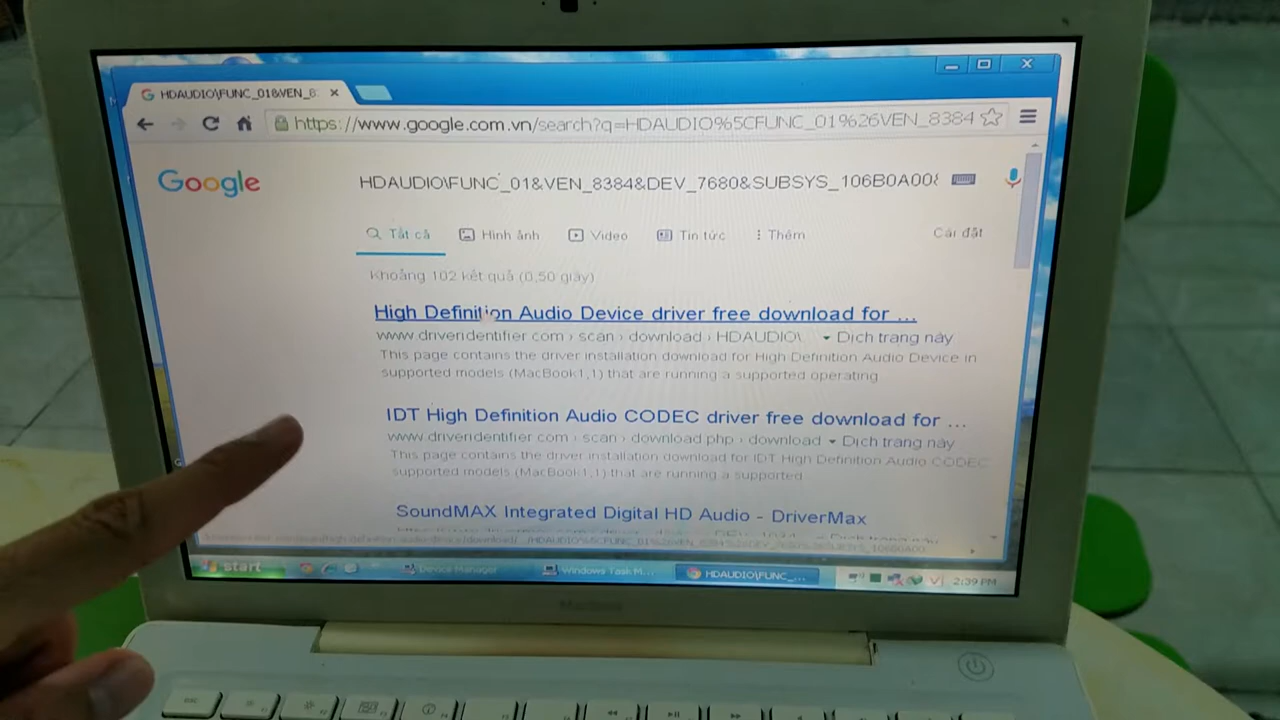 HDAUDIO\FUNC_01&VEN_8
https://www.google.com.vn/search?q=HDAUDIO%5CFUNC_01%26VEN_8384
Google
HDAUDIO\FUNC_01&VEN_8384&DEV_7680&SUBSYS_106B0A00
Tất cả Hình ảnh Video Tin tức Thêm Cài đặt
Khoảng 102 kết quả (0,50 giây)
High Definition Audio Device driver free download for ...
www.driveridentifier.com › scan › download › HDAUDIO\ Dịch trang này
This page contains the driver installation download for High Definition Audio Device in
supported models (MacBook1,1) that are running a supported operating
IDT High Definition Audio CODEC driver free download for ...
www.driveridentifier.com › scan › download.php › download Dịch trang này
This page contains the driver installation download for IDT High Definition Audio CODEC
supported models (MacBook1,1) that are running a supported
SoundMAX Integrated Digital HD Audio - DriverMax
start Device Manager Windows Task M... HDAUDIO\FUNC_... 2:39 PM
MacBook
esc